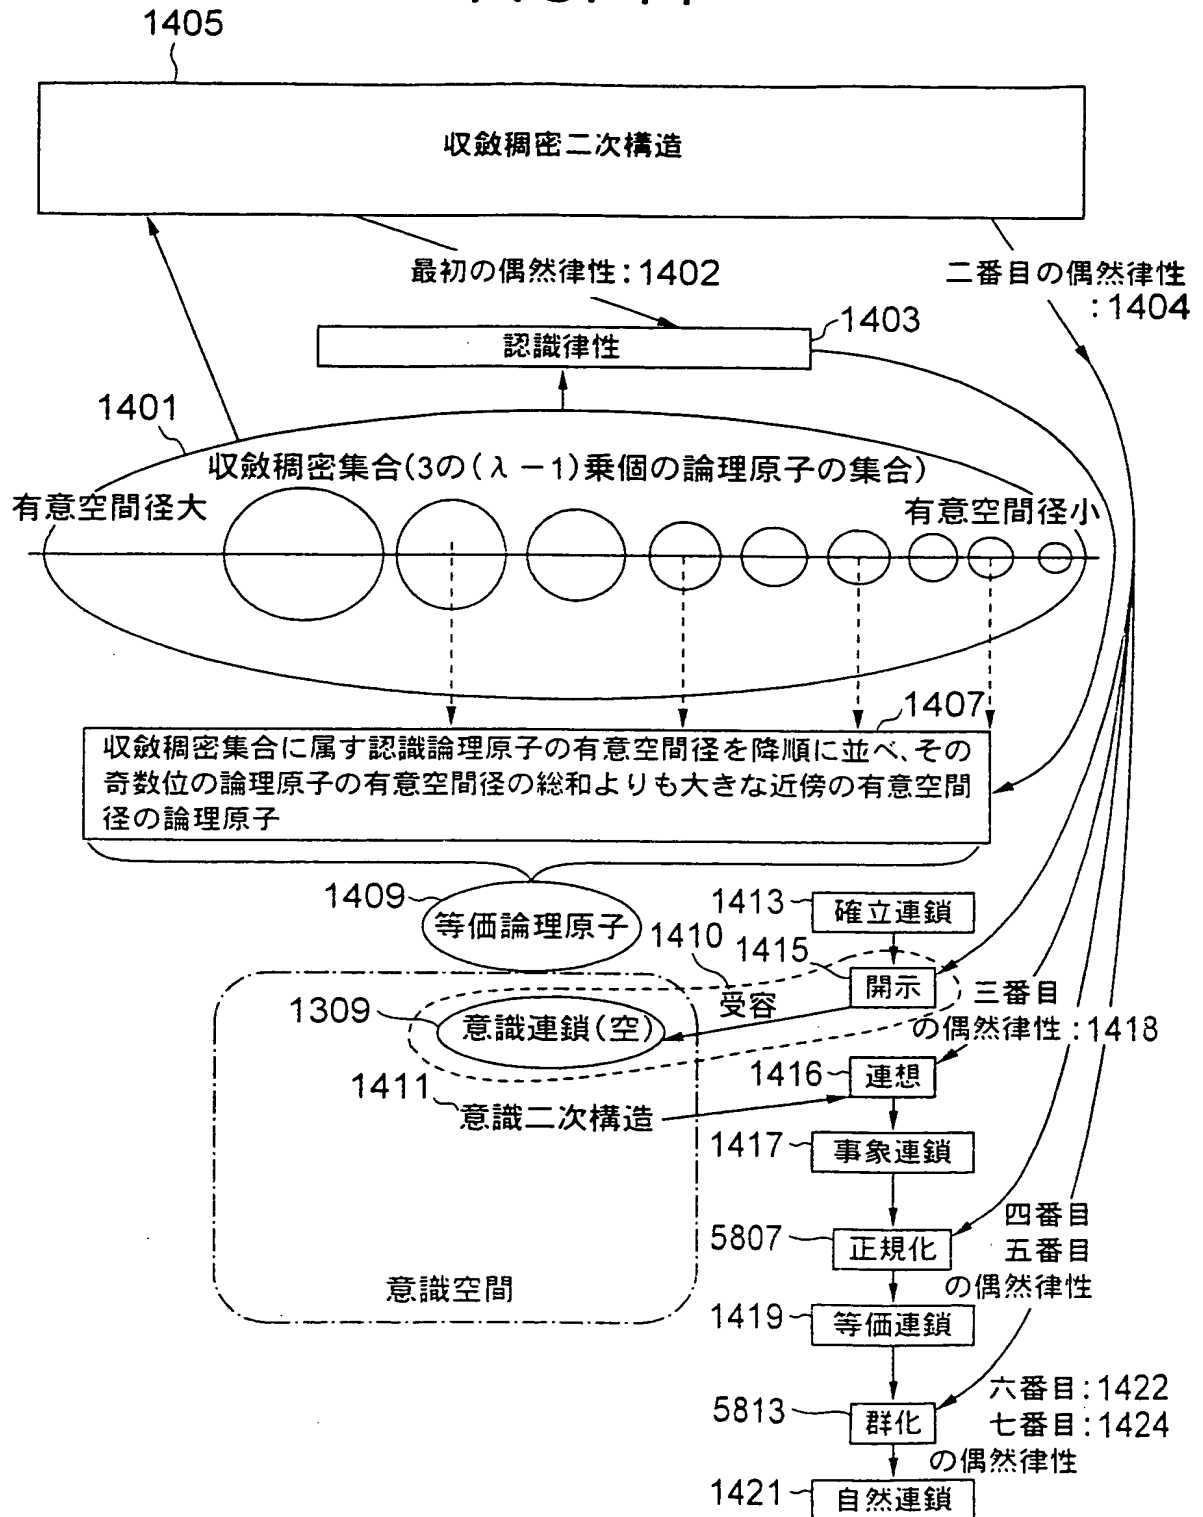 1405
収斂稠密二次構造
最初の偶然律性:1402
二番目の偶然律性
:1404
1403
認識律性
1401
収斂稠密集合(3の(λ-1)乗個の論理原子の集合)
有意空間径大
有意空間径小
1407
収斂稠密集合に属す認識論理原子の有意空間径を降順に並べ、その
奇数位の論理原子の有意空間径の総和よりも大きな近傍の有意空間
径の論理原子
1409
等価論理原子
1413
確立連鎖
1410
1415
受容
開示
1309
意識連鎖(空)
三番目
の偶然律性:1418
1416
連想
1411
意識二次構造
1417
事象連鎖
5807
正規化
四番目
五番目
の偶然律性
意識空間
1419
等価連鎖
六番目:1422
七番目:1424
の偶然律性
5813
群化
1421
自然連鎖